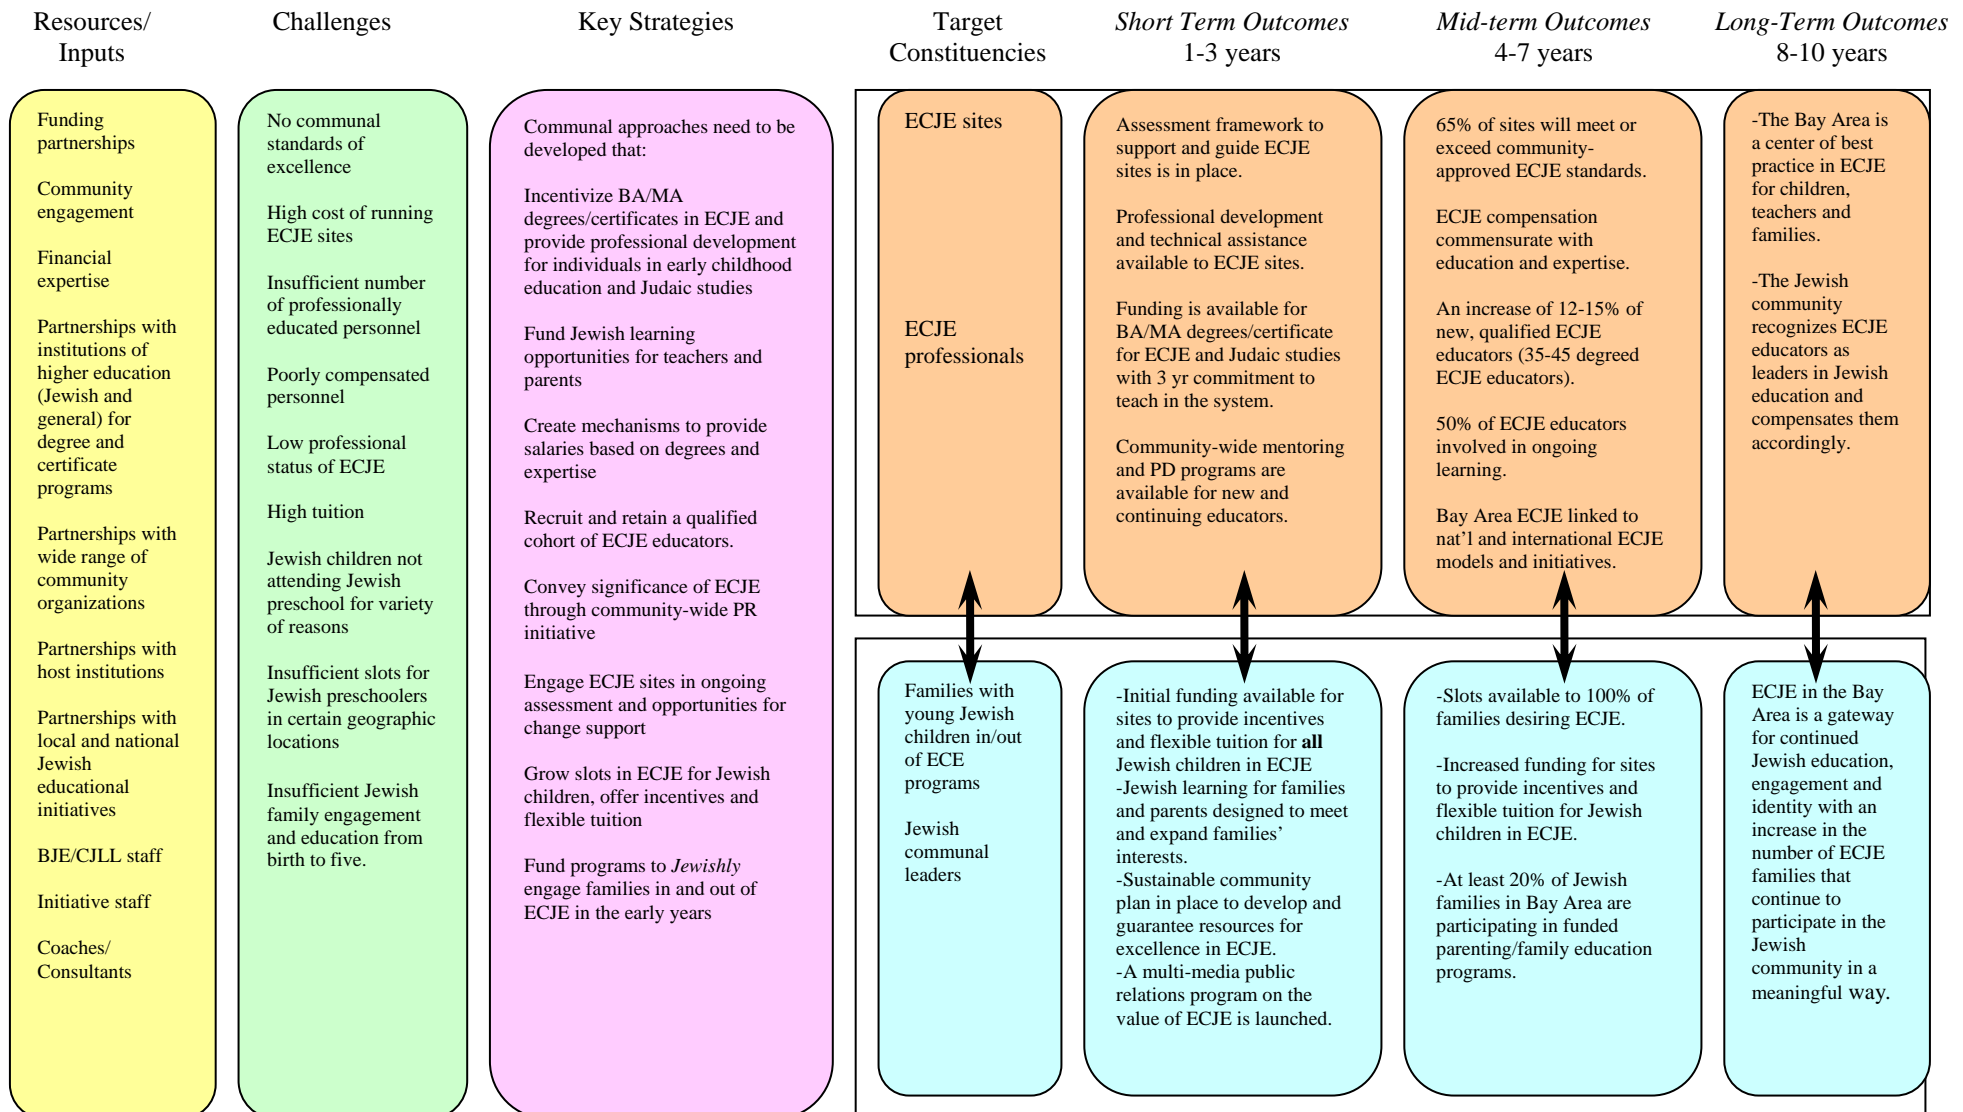 Resources/
Inputs
Challenges
Key Strategies
Target
Constituencies
Short Term Outcomes
1-3 years
Mid-term Outcomes
4-7 years
Long-Term Outcomes
8-10 years
Funding
partnerships
Community
engagement
Financial
expertise
Partnerships with
institutions of
higher education
(Jewish and
general) for
degree and
certificate
programs
Partnerships with
wide range of
community
organizations
Partnerships with
host institutions
Partnerships with
local and national
Jewish
educational
initiatives
BJE/CJLL staff
Initiative staff
Coaches/
Consultants
No communal
standards of
excellence
High cost of running
ECJE sites
Insufficient number
of professionally
educated personnel
Poorly compensated
personnel
Low professional
status of ECJE
High tuition
Jewish children not
attending Jewish
preschool for variety
of reasons
Insufficient slots for
Jewish preschoolers
in certain geographic
locations
Insufficient Jewish
family engagement
and education from
birth to five.
Communal approaches need to be
developed that:
Incentivize BA/MA
degrees/certificates in ECJE and
provide professional development
for individuals in early childhood
education and Judaic studies
Fund Jewish learning
opportunities for teachers and
parents
Create mechanisms to provide
salaries based on degrees and
expertise
Recruit and retain a qualified
cohort of ECJE educators.
Convey significance of ECJE
through community-wide PR
initiative
Engage ECJE sites in ongoing
assessment and opportunities for
change support
Grow slots in ECJE for Jewish
children, offer incentives and
flexible tuition
Fund programs to Jewishly
engage families in and out of
ECJE in the early years
ECJE sites
ECJE
professionals
Assessment framework to
support and guide ECJE
sites is in place.
Professional development
and technical assistance
available to ECJE sites.
Funding is available for
BA/MA degrees/certificate
for ECJE and Judaic studies
with 3 yr commitment to
teach in the system.
Community-wide mentoring
and PD programs are
available for new and
continuing educators.
65% of sites will meet or
exceed community-
approved ECJE standards.
ECJE compensation
commensurate with
education and expertise.
An increase of 12-15% of
new, qualified ECJE
educators (35-45 degreed
ECJE educators).
50% of ECJE educators
involved in ongoing
learning.
Bay Area ECJE linked to
nat’l and international ECJE
models and initiatives.
-The Bay Area is
a center of best
practice in ECJE
for children,
teachers and
families.
-The Jewish
community
recognizes ECJE
educators as
leaders in Jewish
education and
compensates them
accordingly.
Families with
young Jewish
children in/out
of ECE
programs
Jewish
communal
leaders
-Initial funding available for
sites to provide incentives
and flexible tuition for all
Jewish children in ECJE
-Jewish learning for families
and parents designed to meet
and expand families’
interests.
-Sustainable community
plan in place to develop and
guarantee resources for
excellence in ECJE.
-A multi-media public
relations program on the
value of ECJE is launched.
-Slots available to 100% of
families desiring ECJE.
-Increased funding for sites
to provide incentives and
flexible tuition for Jewish
children in ECJE.
-At least 20% of Jewish
families in Bay Area are
participating in funded
parenting/family education
programs.
ECJE in the Bay
Area is a gateway
for continued
Jewish education,
engagement and
identity with an
increase in the
number of ECJE
families that
continue to
participate in the
Jewish
community in a
meaningful way.